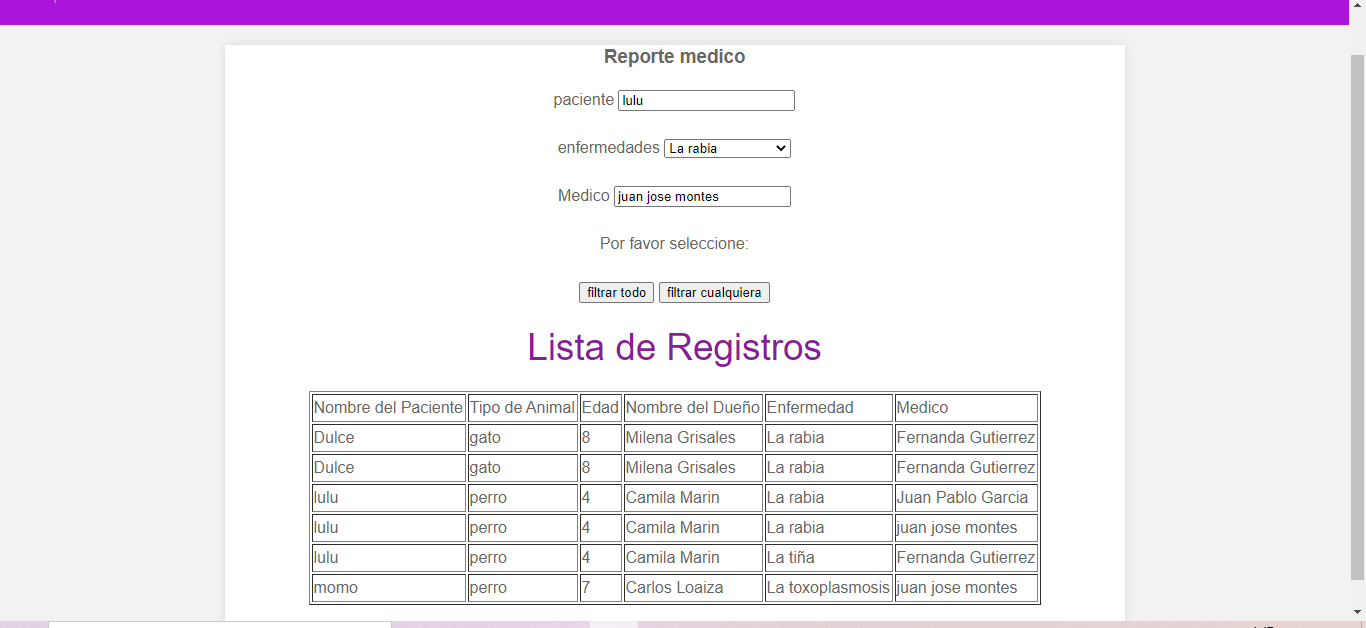 Reporte medico
paciente lulu
enfermedades La rabia
Medico juan jose montes
Por favor seleccione:
filtrar todo filtrar cualquiera
Lista de Registros
Nombre del Paciente Tipo de Animal Edad Nombre del Dueño Enfermedad Medico
Dulce gato 8 Milena Grisales La rabia Fernanda Gutierrez
Dulce gato 8 Milena Grisales La rabia Fernanda Gutierrez
lulu perro 4 Camila Marin La rabia Juan Pablo Garcia
lulu perro 4 Camila Marin La rabia juan jose montes
lulu perro 4 Camila Marin La tiña Fernanda Gutierrez
momo perro 7 Carlos Loaiza La toxoplasmosis juan jose montes